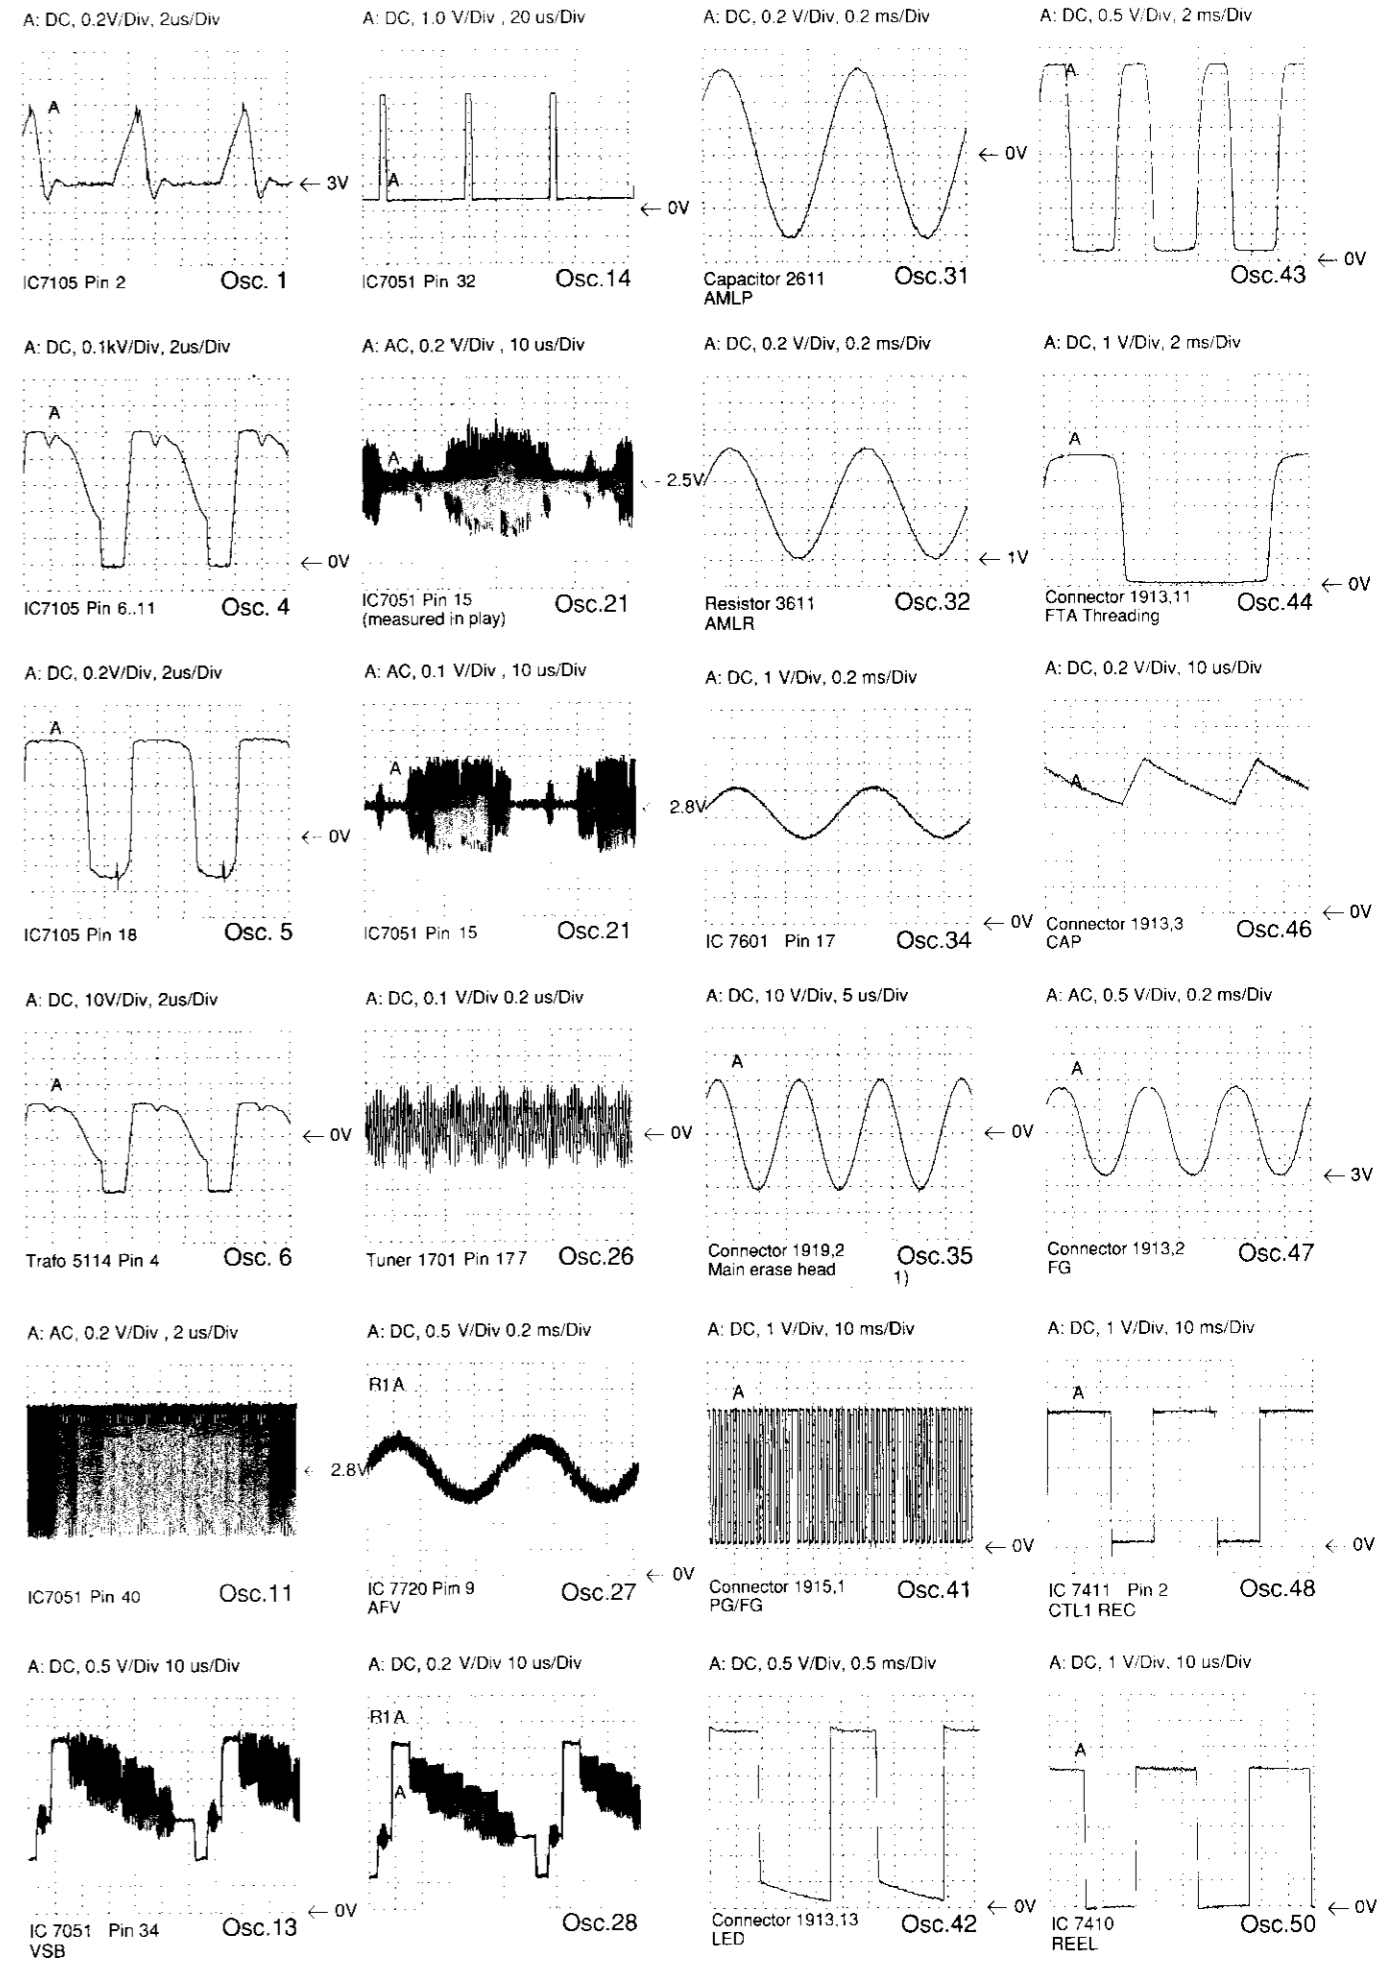 A: DC, 0.2V/Div, 2us/Div
A
← 3V
IC7105 Pin 2
Osc. 1
A: DC, 1.0 V/Div , 20 us/Div
A
← 0V
IC7051 Pin 32
Osc.14
A: DC, 0.2 V/Div, 0.2 ms/Div
← 0V
Capacitor 2611
Osc.31
AMLP
A: DC, 0.5 V/Div, 2 ms/Div
A
← 0V
Osc.43
A: DC, 0.1kV/Div, 2us/Div
A
← 0V
IC7105 Pin 6..11
Osc. 4
A: AC, 0.2 V/Div , 10 us/Div
A
← 2.5V
IC7051 Pin 15
Osc.21
(measured in play)
A: DC, 0.2 V/Div, 0.2 ms/Div
← 1V
Resistor 3611
Osc.32
AMLR
A: DC, 1 V/Div, 2 ms/Div
A
← 0V
Connector 1913,11
Osc.44
FTA Threading
A: DC, 0.2V/Div, 2us/Div
A
← 0V
IC7105 Pin 18
Osc. 5
A: AC, 0.1 V/Div , 10 us/Div
A
← 2.8V
IC7051 Pin 15
Osc.21
A: DC, 1 V/Div, 0.2 ms/Div
← 0V
IC 7601 Pin 17
Osc.34
A: DC, 0.2 V/Div, 10 us/Div
A
← 0V
Connector 1913,3
Osc.46
CAP
A: DC, 10V/Div, 2us/Div
A
← 0V
Trafo 5114 Pin 4
Osc. 6
A: DC, 0.1 V/Div 0.2 us/Div
← 0V
Tuner 1701 Pin 177
Osc.26
A: DC, 10 V/Div, 5 us/Div
A
← 0V
Connector 1919,2
Osc.35
Main erase head
1)
A: AC, 0.5 V/Div, 0.2 ms/Div
A
← 3V
Connector 1913,2
Osc.47
FG
A: AC, 0.2 V/Div , 2 us/Div
← 2.8V
IC7051 Pin 40
Osc.11
A: DC, 0.5 V/Div 0.2 ms/Div
R1A
← 0V
IC 7720 Pin 9
Osc.27
AFV
A: DC, 1 V/Div, 10 ms/Div
A
← 0V
Connector 1915,1
Osc.41
PG/FG
A: DC, 1 V/Div, 10 ms/Div
A
← 0V
IC 7411 Pin 2
Osc.48
CTL1 REC
A: DC, 0.5 V/Div 10 us/Div
← 0V
IC 7051 Pin 34
Osc.13
VSB
A: DC, 0.2 V/Div 10 us/Div
R1A
A
Osc.28
A: DC, 0.5 V/Div, 0.5 ms/Div
← 0V
Connector 1913,13
Osc.42
LED
A: DC, 1 V/Div, 10 us/Div
A
← 0V
IC 7410
Osc.50
REEL